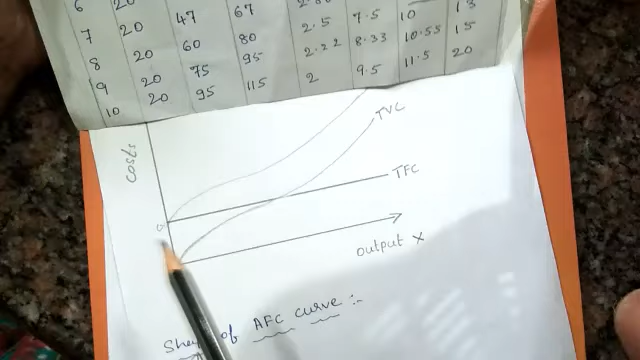 6 20
7 20 47 67 2.5 7.5 10 13
8 20 60 80 2.22 8.33 10.55 15
9 20 75 95 2 9.5 11.5 20
10 20 95 115
costs
TVC
TFC
output X
Shape of AFC curve :-